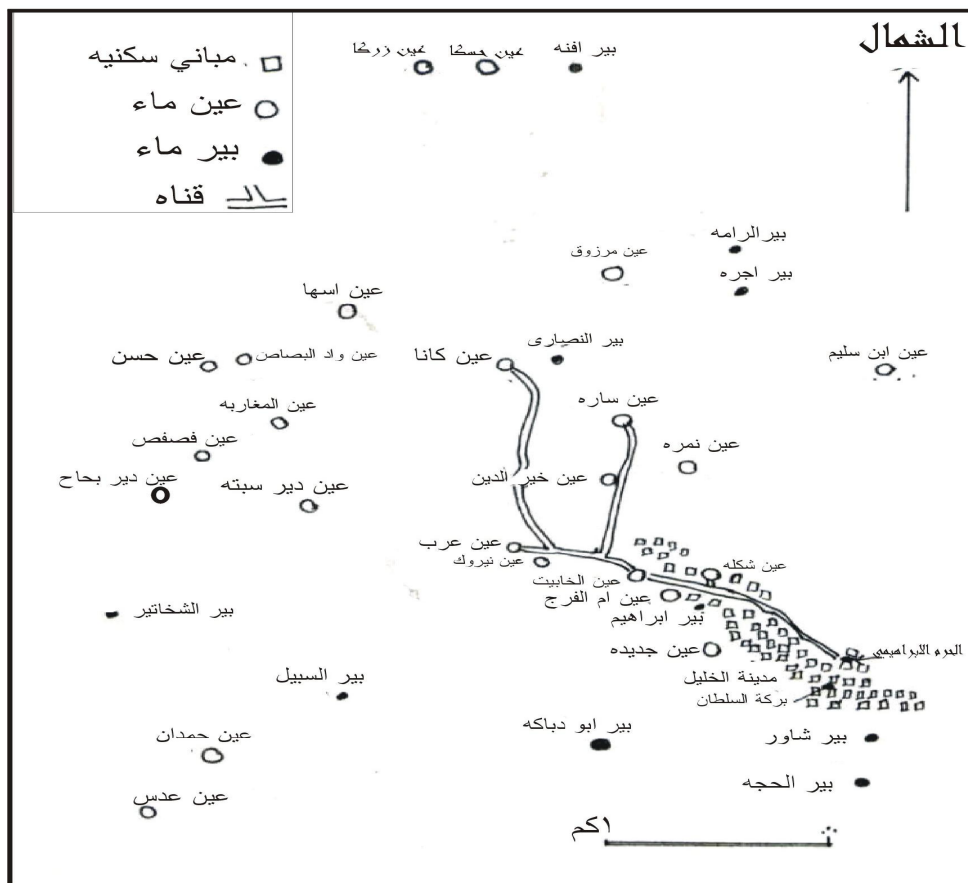 الشمال
بير افنه
عين حسكا
عين زركا
مباني سكنيه
عين ماء
بير ماء
قناه
بير الرامه
عين مرزوق
بير اجره
عين اسها
بير النصارى
عين كانا
عين واد البصاص
عين حسن
عين ابن سليم
عين ساره
عين المغاربه
عين فصفص
عين نمره
عين خير الدين
عين دير سبته
عين دير بحاح
عين عرب
عين نيروك
عين شكله
عين الخابيت
عين ام الفرج
بير ابراهيم
بير الشخاتير
عين جديده
الحرم الابراهيمي
مدينة الخليل
بير السبيل
بركة السلطان
بير ابو دباكه
عين حمدان
بير شاور
بير الحجه
عين عدس
١كم